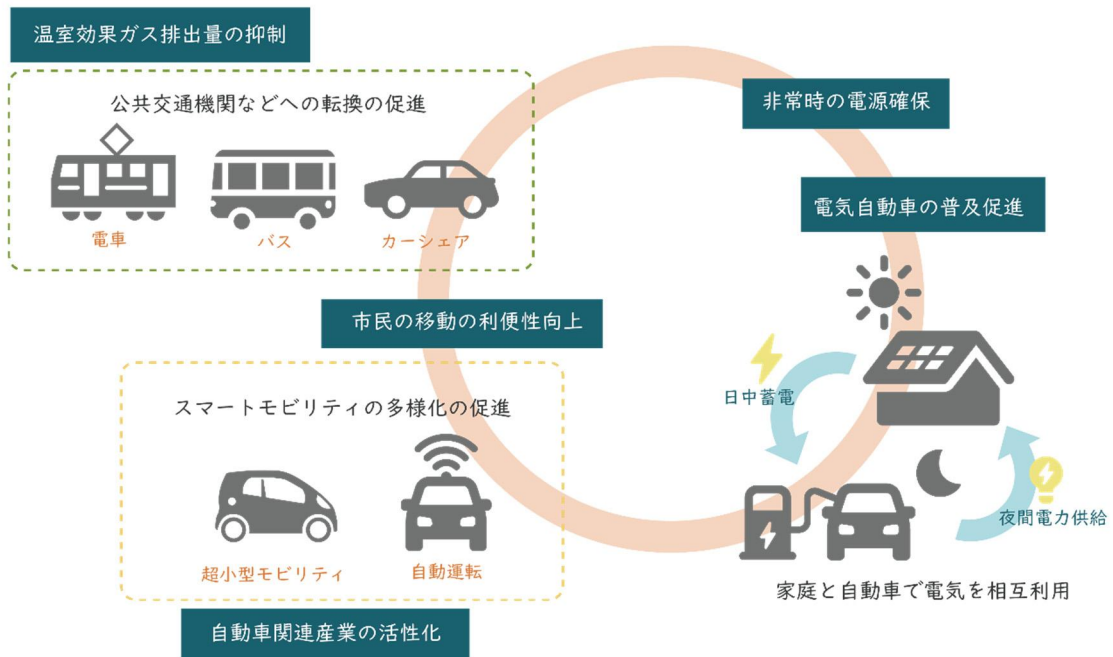 温室効果ガス排出量の抑制
公共交通機関などへの転換の促進
電車
バス
カーシェア
市民の移動の利便性向上
スマートモビリティの多様化の促進
超小型モビリティ
自動運転
自動車関連産業の活性化
非常時の電源確保
電気自動車の普及促進
日中蓄電
夜間電力供給
家庭と自動車で電気を相互利用